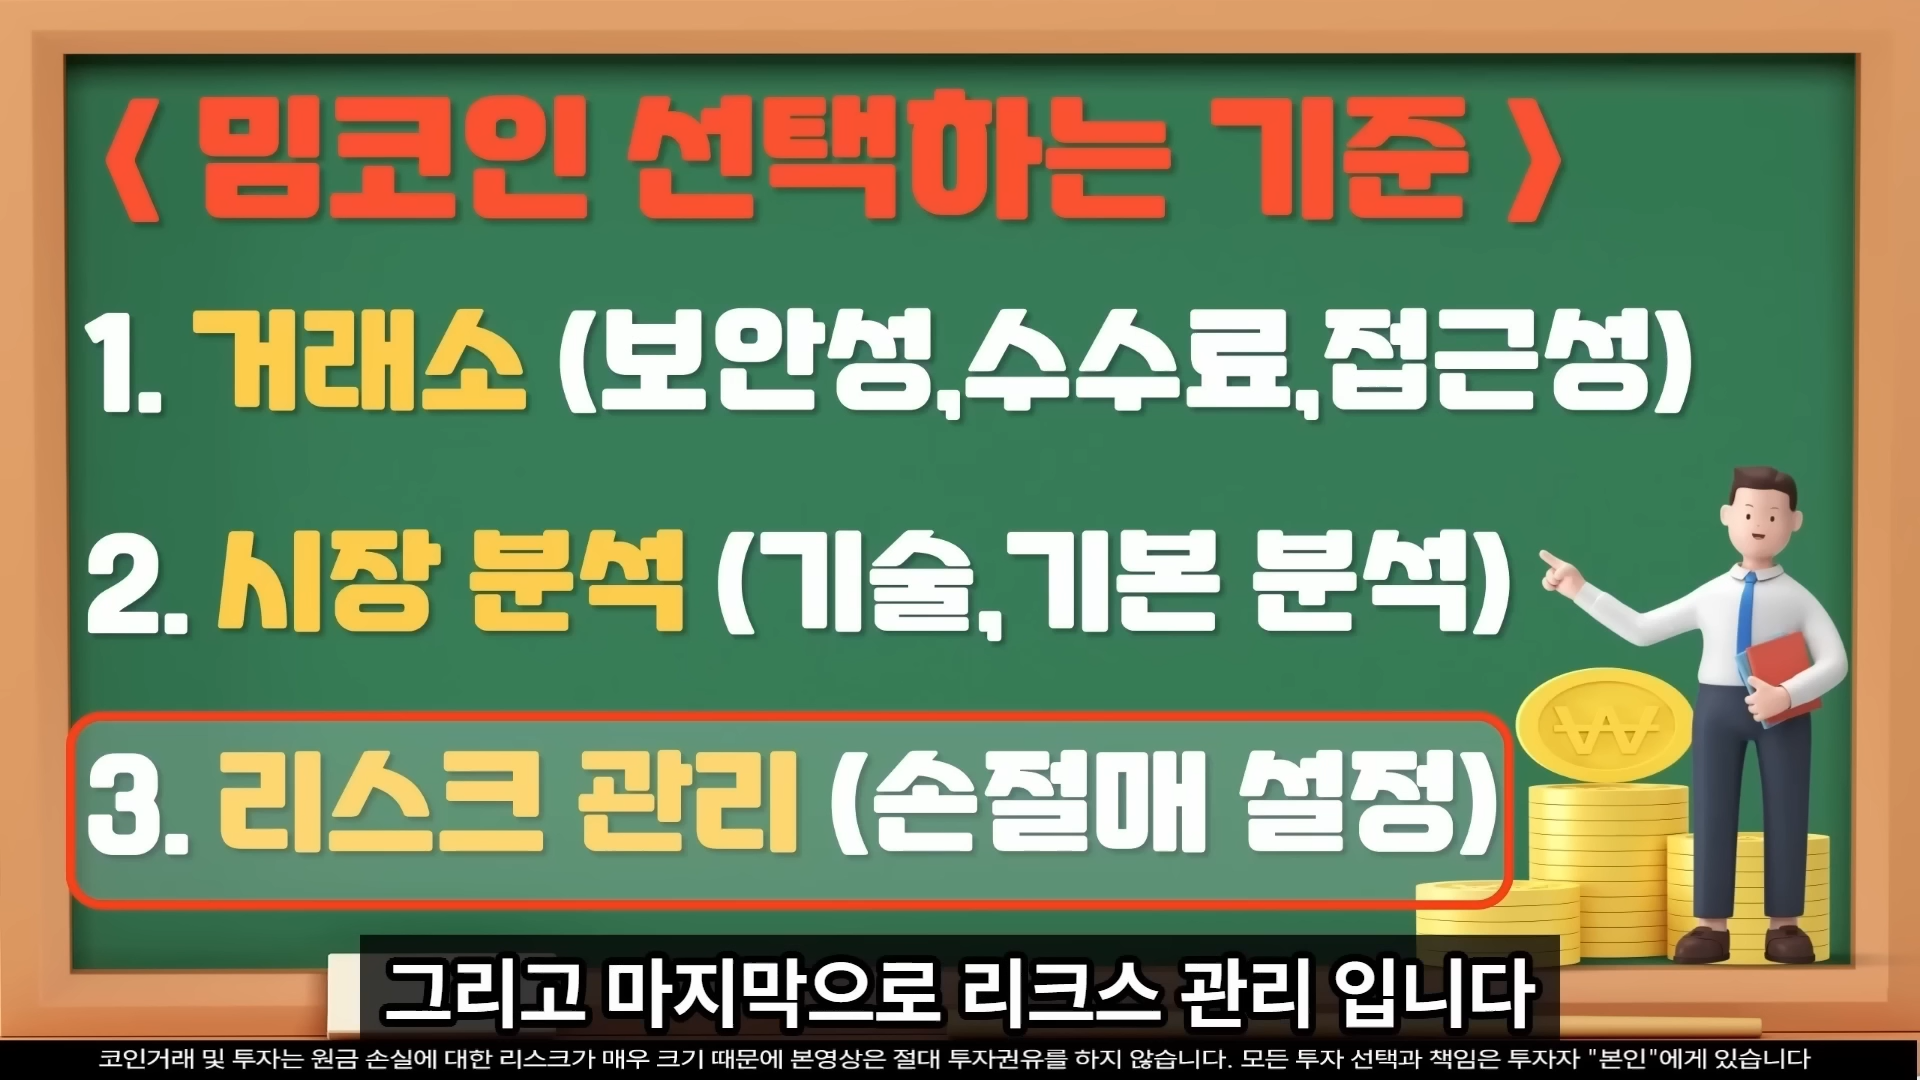 < 밈코인 선택하는 기준 >
1. 거래소 (보안성,수수료,접근성)
2. 시장 분석 (기술,기본 분석)
3. 리스크 관리 (손절매 설정)
그리고 마지막으로 리크스 관리 입니다
코인거래 및 투자는 원금 손실에 대한 리스크가 매우 크기 때문에 본영상은 절대 투자권유를 하지 않습니다. 모든 투자 선택과 책임은 투자자 "본인"에게 있습니다